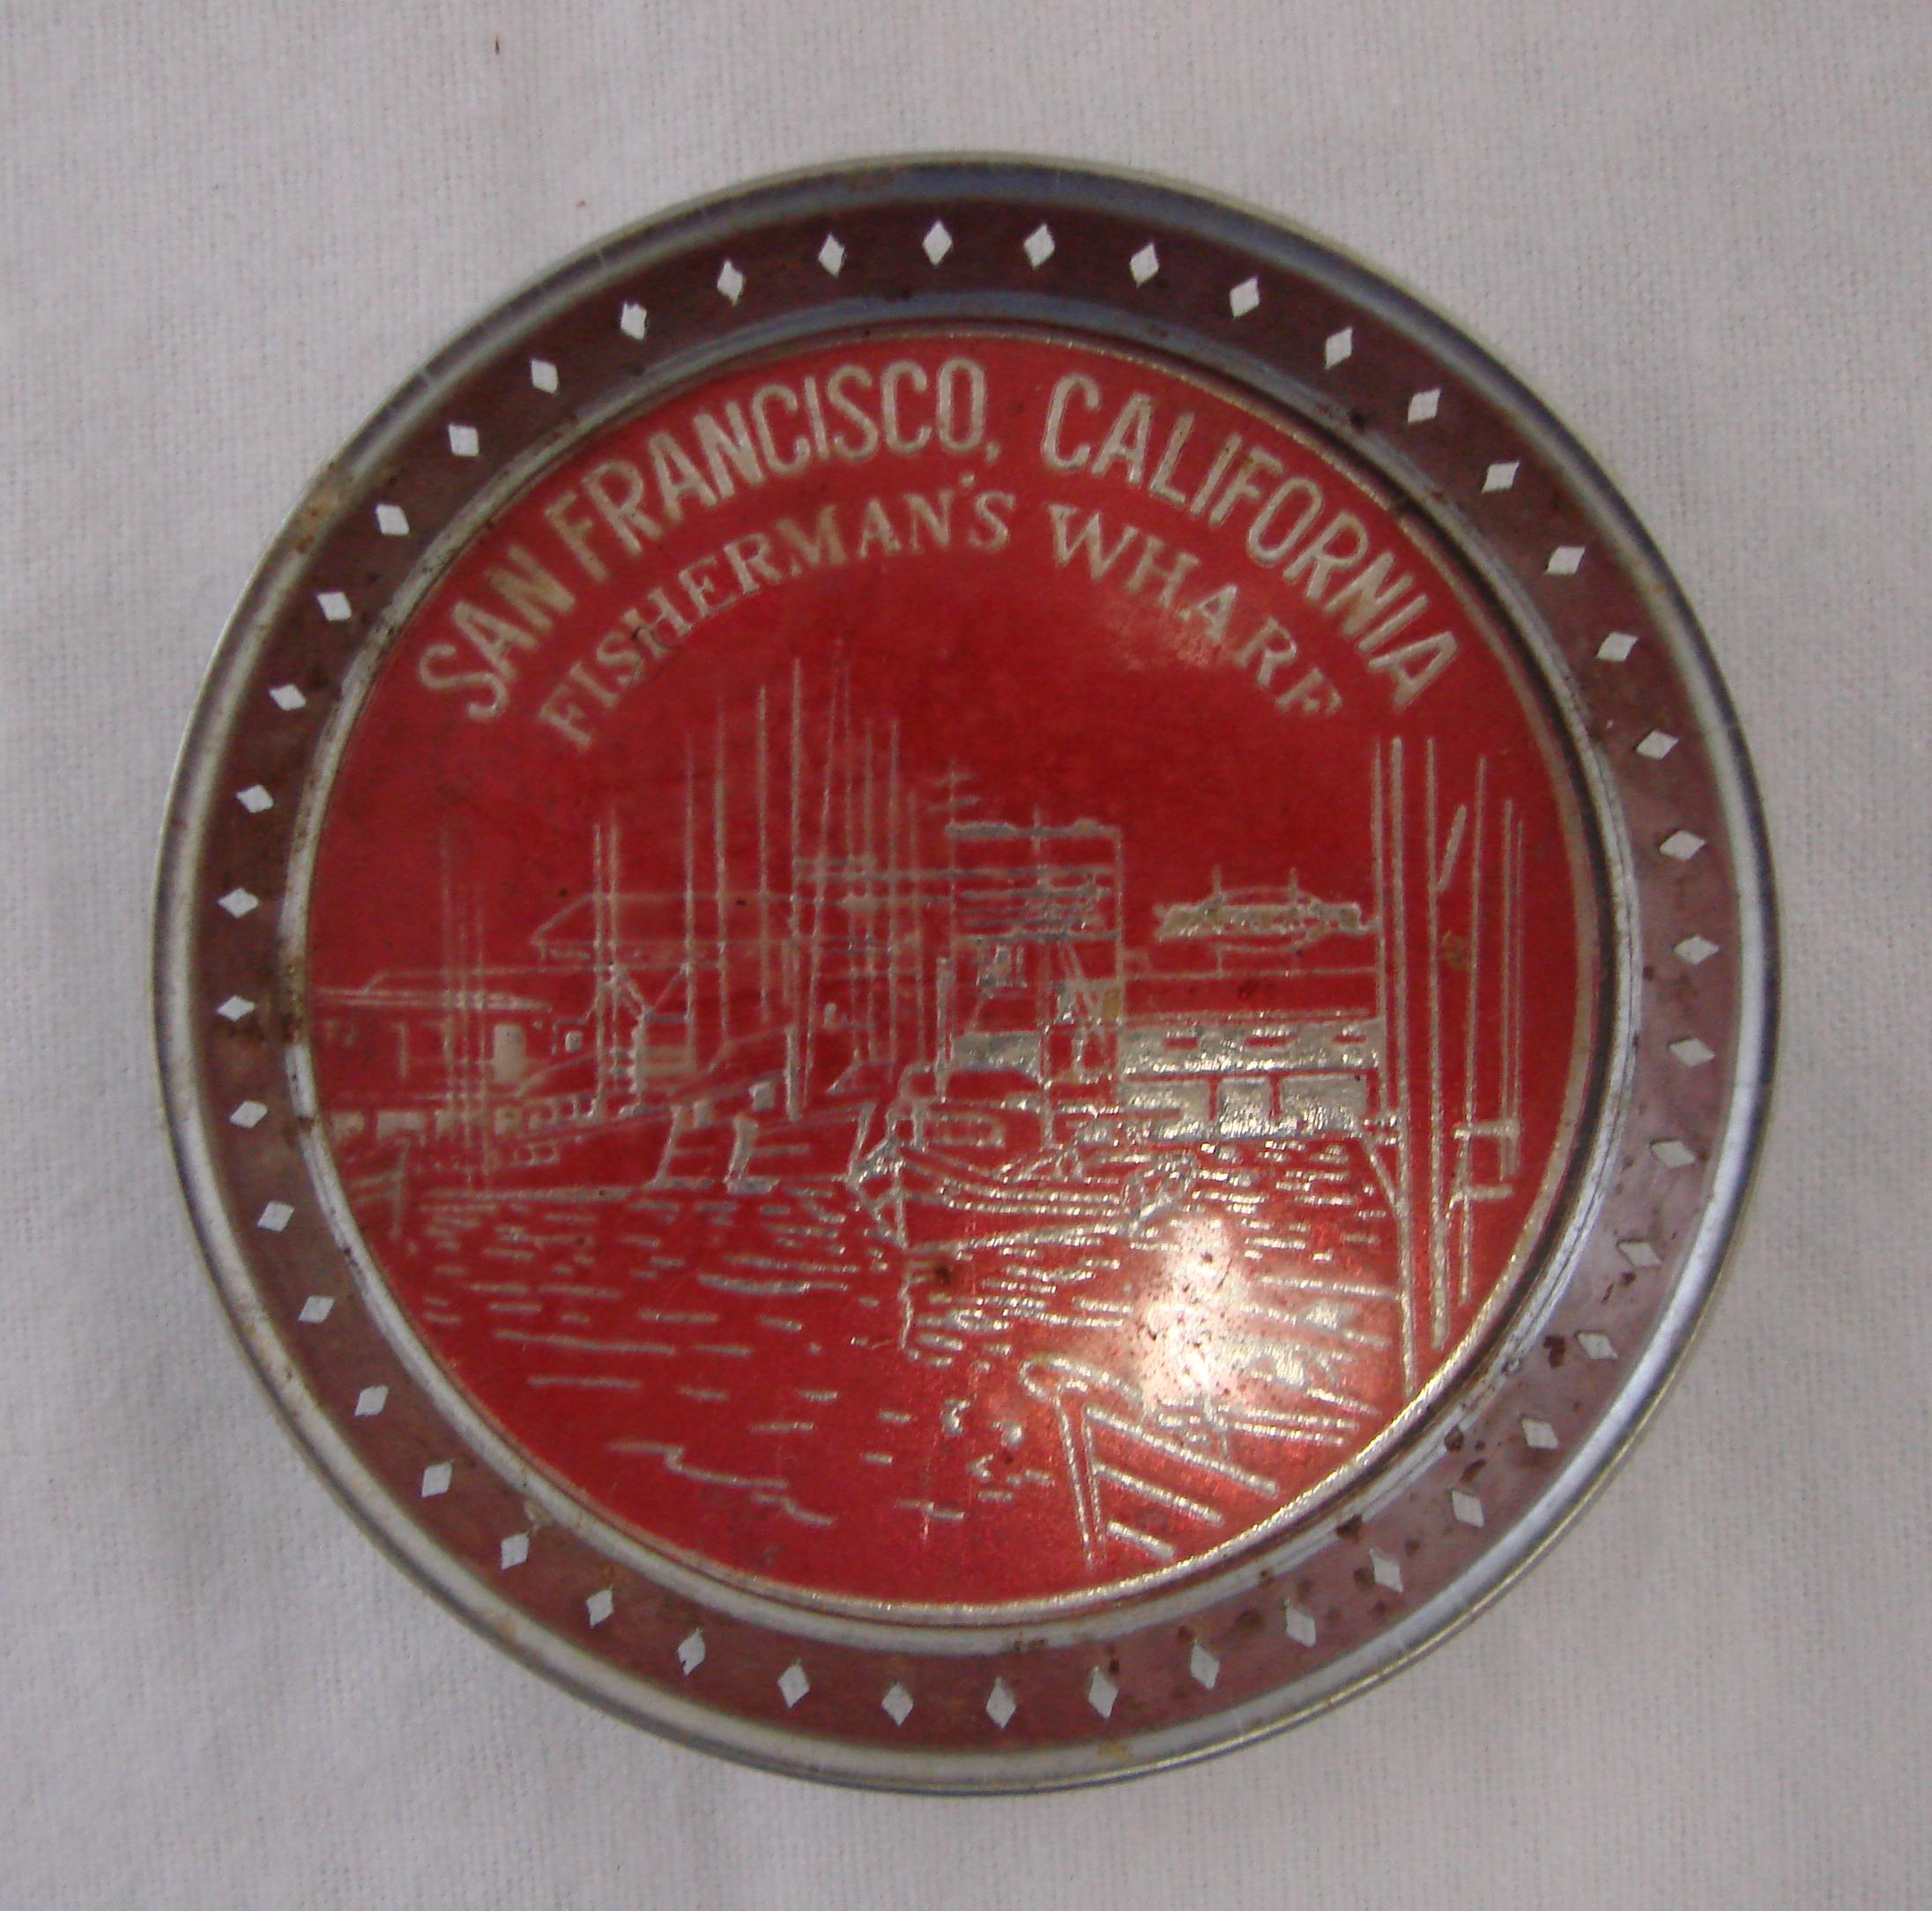 SAN FRANCISCO, CALIFORNIA
FISHERMAN'S WHARF